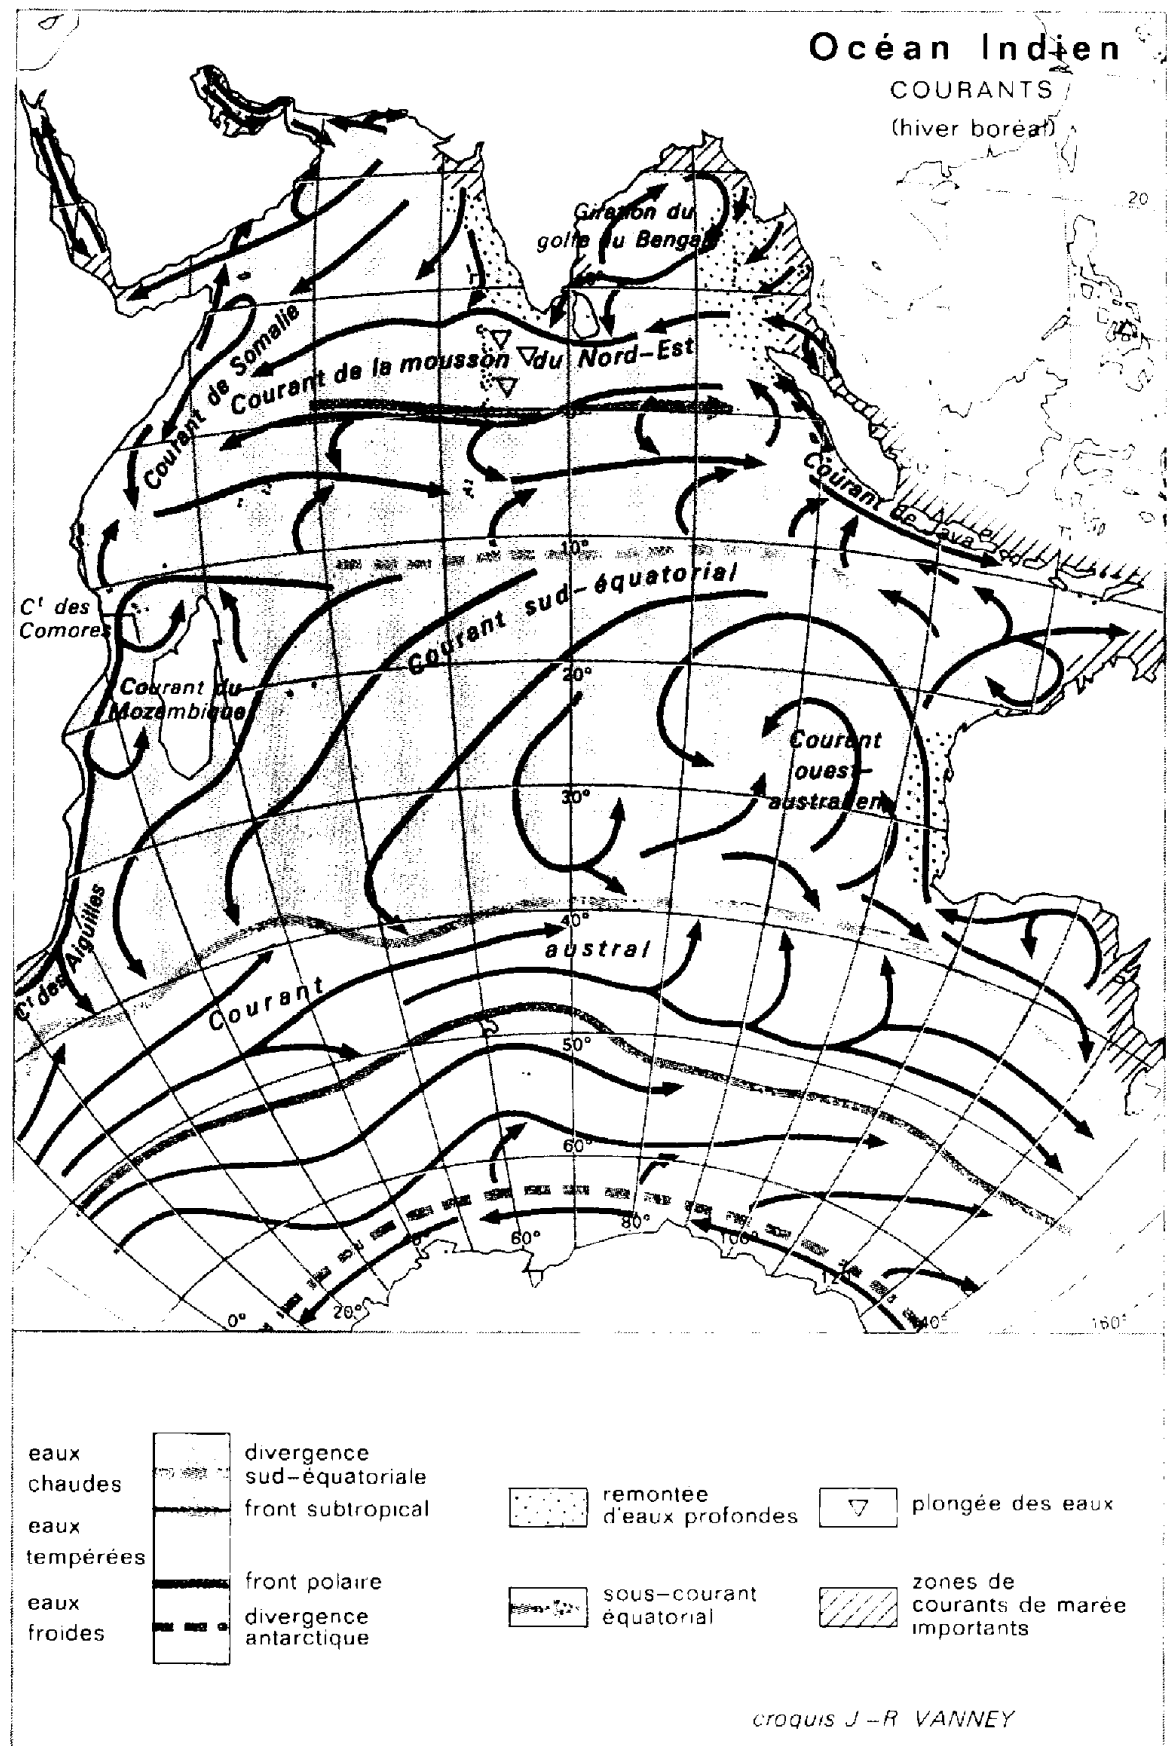 Océan Indien
COURANTS
(hiver boréal)
20
Giration du
golfe du Bengale
10°
Courant de Somalie
Courant de la mousson du Nord-Est
0°
Courant de Java
10°
Courant sud-équatorial
Cᵗ des
Comores
20°
Courant du
Mozambique
Courant
ouest-
australien
30°
Cᵗ des Aiguilles
40°
Courant austral
50°
60°
0°
20°
60°
80°
100°
120°
140°
160°
eaux
chaudes
eaux
tempérées
eaux
froides
divergence
sud-équatoriale
front subtropical
front polaire
divergence
antarctique
remontée
d'eaux profondes
sous-courant
équatorial
plongée des eaux
zones de
courants de marée
importants
croquis J-R VANNEY